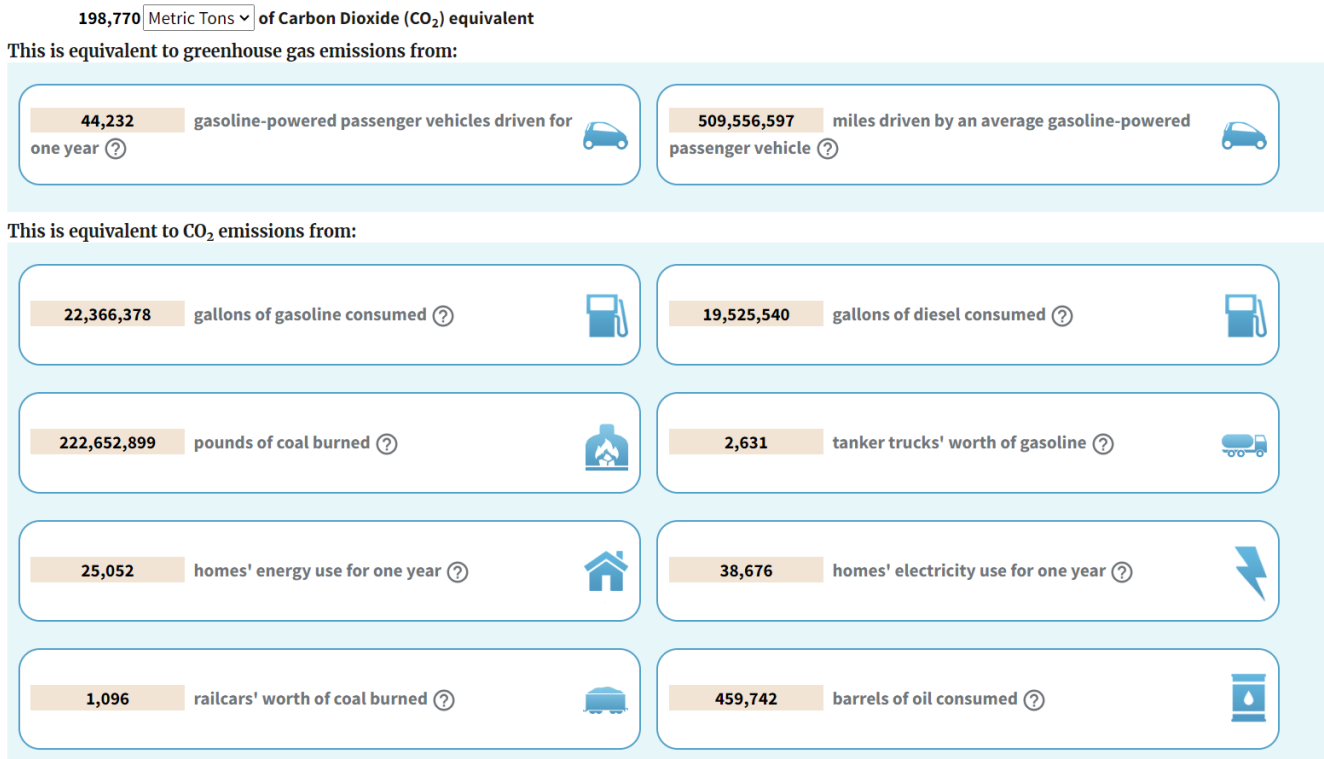 198,770 Metric Tons of Carbon Dioxide (CO₂) equivalent
This is equivalent to greenhouse gas emissions from:
44,232 gasoline-powered passenger vehicles driven for
one year ?
509,556,597 miles driven by an average gasoline-powered
passenger vehicle ?
This is equivalent to CO₂ emissions from:
22,366,378 gallons of gasoline consumed ?
19,525,540 gallons of diesel consumed ?
222,652,899 pounds of coal burned ?
2,631 tanker trucks' worth of gasoline ?
25,052 homes' energy use for one year ?
38,676 homes' electricity use for one year ?
1,096 railcars' worth of coal burned ?
459,742 barrels of oil consumed ?